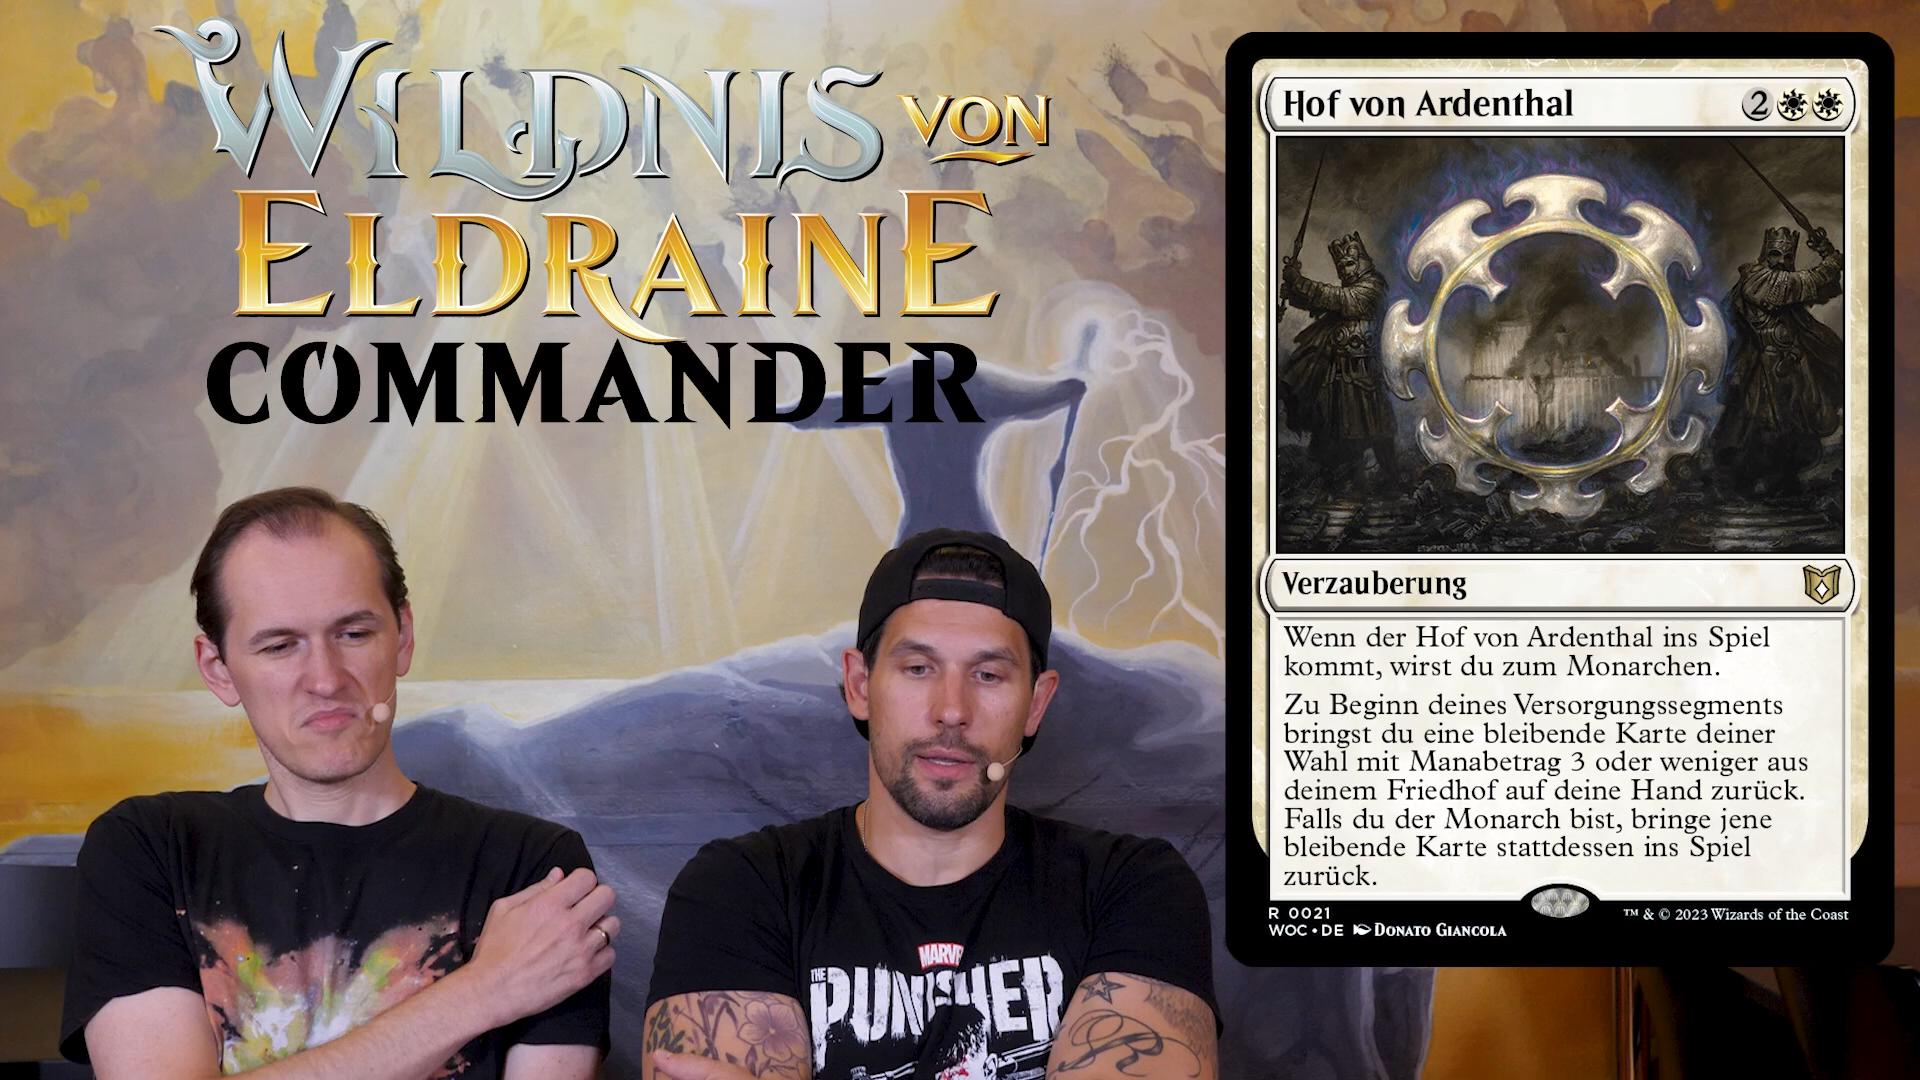 WILDNIS VON
ELDRAINE
COMMANDER
Hof von Ardenthal 2
Verzauberung
Wenn der Hof von Ardenthal ins Spiel
kommt, wirst du zum Monarchen.
Zu Beginn deines Versorgungssegments
bringst du eine bleibende Karte deiner
Wahl mit Manabetrag 3 oder weniger aus
deinem Friedhof auf deine Hand zurück.
Falls du der Monarch bist, bringe jene
bleibende Karte stattdessen ins Spiel
zurück.
R 0021
WOC • DE DONATO GIANCOLA
™ & © 2023 Wizards of the Coast
MARVEL
THE
PUNISHER